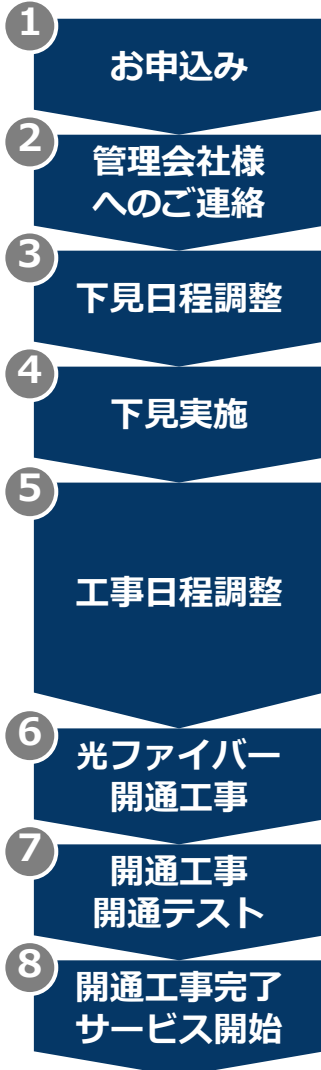 1
お申込み
2
管理会社様
へのご連絡
3
下見日程調整
4
下見実施
5
工事日程調整
6
光ファイバー
開通工事
7
開通工事
開通テスト
8
開通工事完了
サービス開始